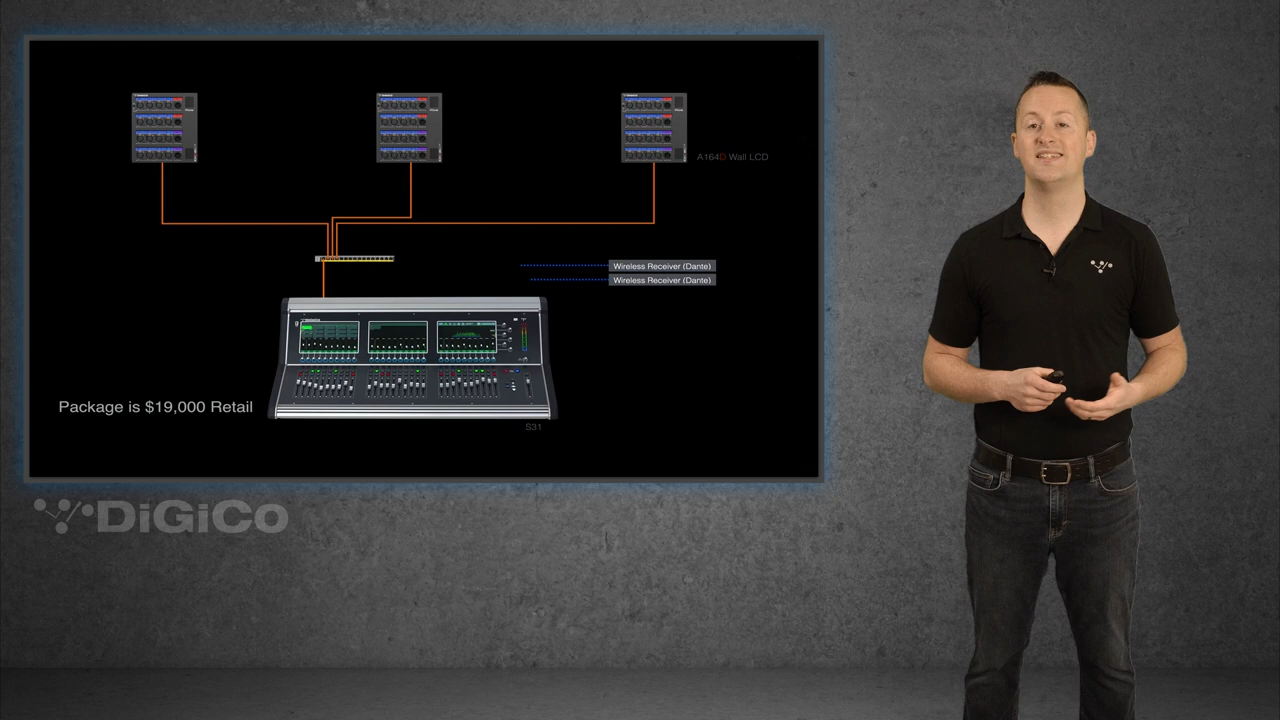 A164D Wall LCD
Wireless Receiver (Dante)
Wireless Receiver (Dante)
Package is $19,000 Retail
S31
DiGiCo